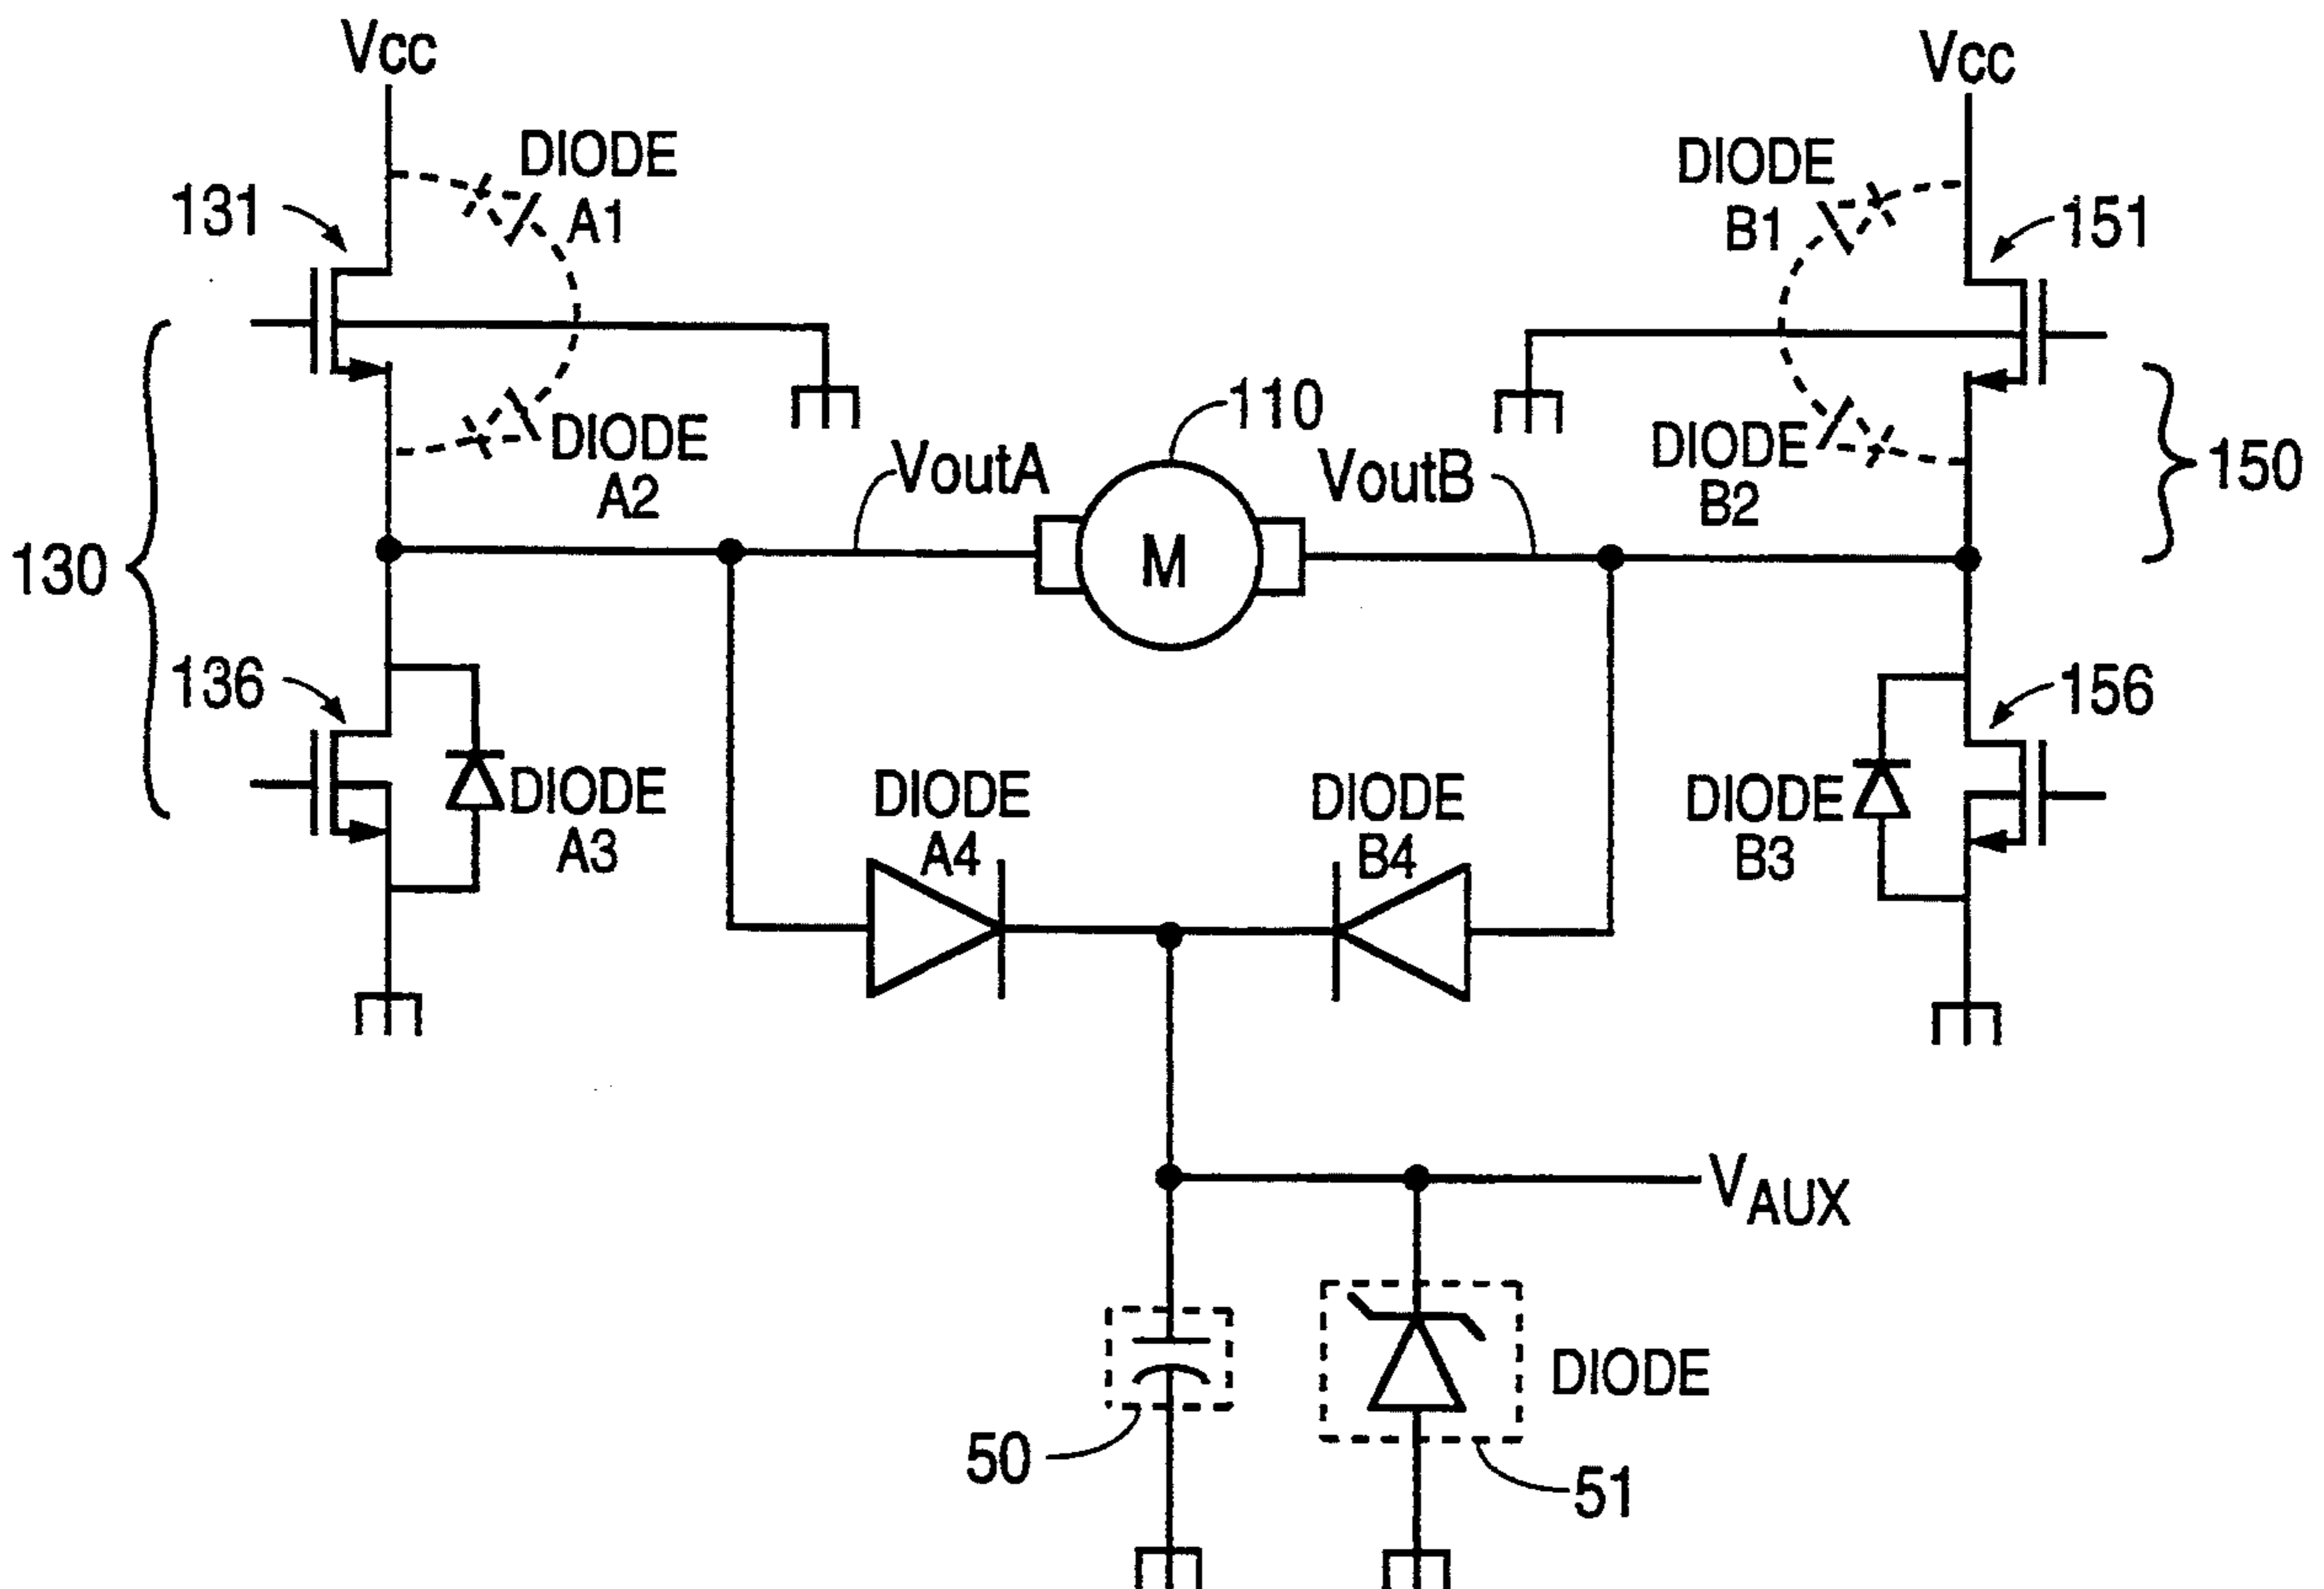 Vcc
Vcc
DIODE
A1
DIODE
B1
131
151
110
DIODE
A2
DIODE
B2
VoutA
VoutB
150
130
M
136
156
DIODE
A3
DIODE
A4
DIODE
B4
DIODE
B3
VAUX
DIODE
50
51